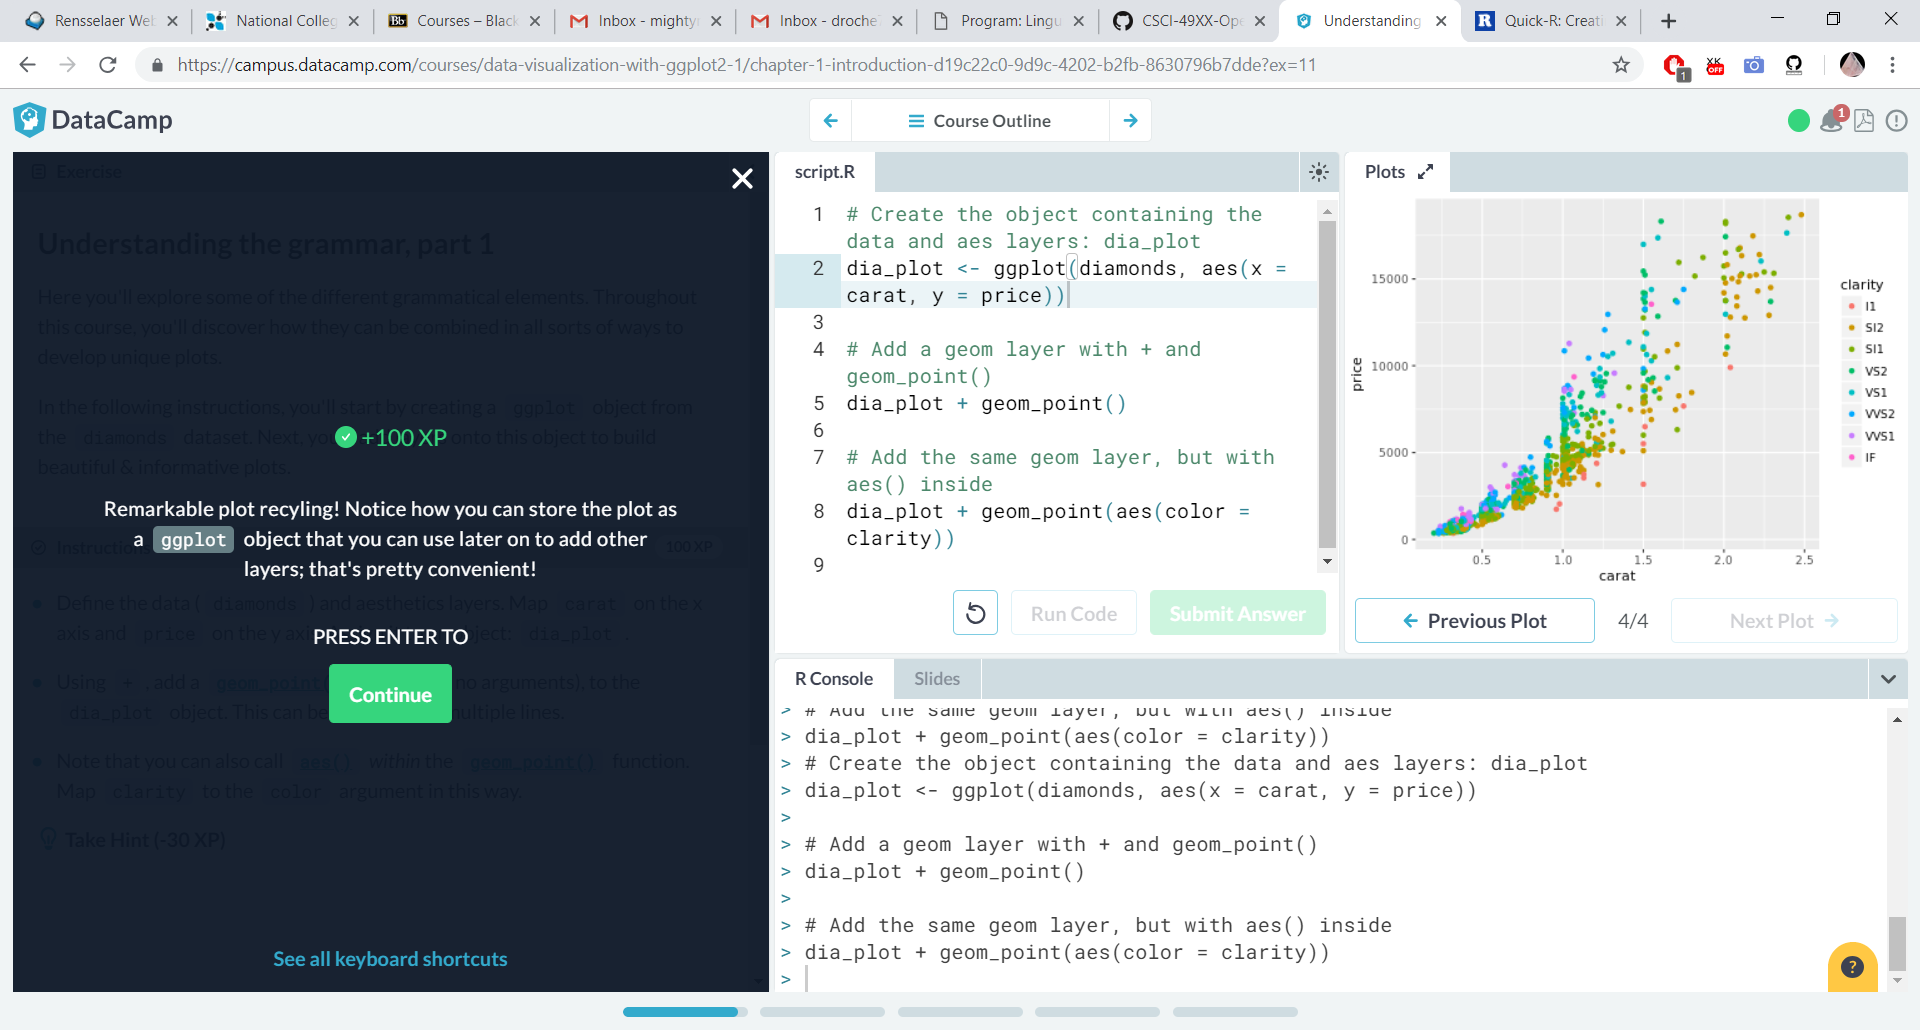 Rensselaer Web
National Colleg
Bb Courses – Black
Inbox - mightyr
Inbox - droche
Program: Lingu
CSCI-49XX-Ope
Understanding
R Quick-R: Creati
https://campus.datacamp.com/courses/data-visualization-with-ggplot2-1/chapter-1-introduction-d19c22c0-9d9c-4202-b2fb-8630796b7dde?ex=11
1
XK
OFF
DataCamp
Course Outline
1
Exercise
Understanding the grammar, part 1
Here you'll explore some of the different grammatical elements. Throughout
this course, you'll discover how they can be combined in all sorts of ways to
develop unique plots.
In the following instructions, you'll start by creating a ggplot object from
the diamonds dataset. Next, yo onto this object to build
beautiful & informative plots.
+100 XP
Remarkable plot recyling! Notice how you can store the plot as
a ggplot object that you can use later on to add other
layers; that's pretty convenient!
Instructions
100 XP
Define the data ( diamonds ) and aesthetics layers. Map carat on the x
axis and price on the y axi ject: dia_plot .
PRESS ENTER TO
Using + , add a geom_point( no arguments), to the
dia_plot object. This can be ultiple lines.
Continue
Note that you can also call aes() within the geom_point() function.
Map clarity to the color argument in this way.
Take Hint (-30 XP)
See all keyboard shortcuts
script.R
1 # Create the object containing the
data and aes layers: dia_plot
2 dia_plot <- ggplot(diamonds, aes(x =
carat, y = price))
3
4 # Add a geom layer with + and
geom_point()
5 dia_plot + geom_point()
6
7 # Add the same geom layer, but with
aes() inside
8 dia_plot + geom_point(aes(color =
clarity))
9
Run Code
Submit Answer
Plots
15000
10000
5000
0
price
0.5 1.0 1.5 2.0 2.5
carat
clarity
I1
SI2
SI1
VS2
VS1
VVS2
VVS1
IF
Previous Plot
4/4
Next Plot
R Console
Slides
> # Add the same geom layer, but with aes() inside
> dia_plot + geom_point(aes(color = clarity))
> # Create the object containing the data and aes layers: dia_plot
> dia_plot <- ggplot(diamonds, aes(x = carat, y = price))
>
> # Add a geom layer with + and geom_point()
> dia_plot + geom_point()
>
> # Add the same geom layer, but with aes() inside
> dia_plot + geom_point(aes(color = clarity))
>
?